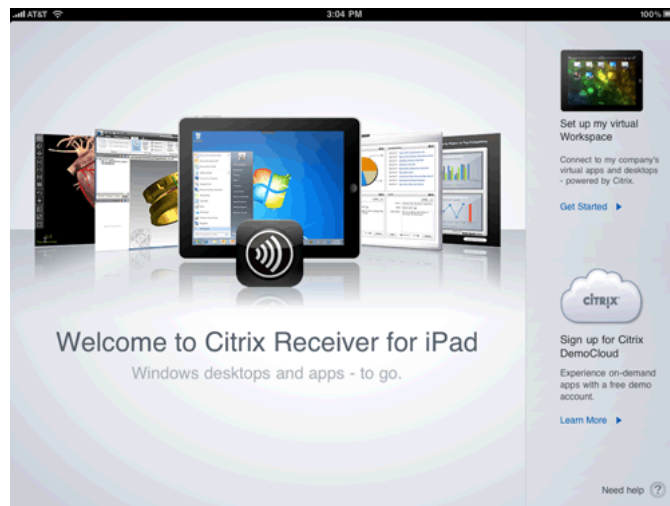 AT&T
3:04 PM
100%
Welcome to Citrix Receiver for iPad
Windows desktops and apps - to go.
Set up my virtual
Workspace
Connect to my company's
virtual apps and desktops
- powered by Citrix.
Get Started
CITRIX
Sign up for Citrix
DemoCloud
Experience on-demand
apps with a free demo
account.
Learn More
Need help ?